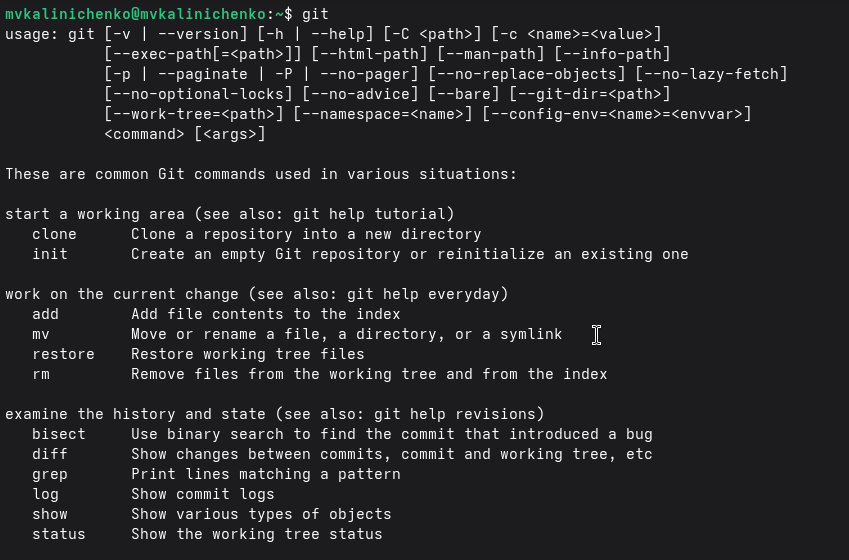 mvkalinichenko@mvkalinichenko:~$ git
usage: git [-v | --version] [-h | --help] [-C <path>] [-c <name>=<value>]
           [--exec-path[=<path>]] [--html-path] [--man-path] [--info-path]
           [-p | --paginate | -P | --no-pager] [--no-replace-objects] [--no-lazy-fetch]
           [--no-optional-locks] [--no-advice] [--bare] [--git-dir=<path>]
           [--work-tree=<path>] [--namespace=<name>] [--config-env=<name>=<envvar>]
           <command> [<args>]

These are common Git commands used in various situations:

start a working area (see also: git help tutorial)
   clone      Clone a repository into a new directory
   init       Create an empty Git repository or reinitialize an existing one

work on the current change (see also: git help everyday)
   add        Add file contents to the index
   mv         Move or rename a file, a directory, or a symlink
   restore    Restore working tree files
   rm         Remove files from the working tree and from the index

examine the history and state (see also: git help revisions)
   bisect     Use binary search to find the commit that introduced a bug
   diff       Show changes between commits, commit and working tree, etc
   grep       Print lines matching a pattern
   log        Show commit logs
   show       Show various types of objects
   status     Show the working tree status